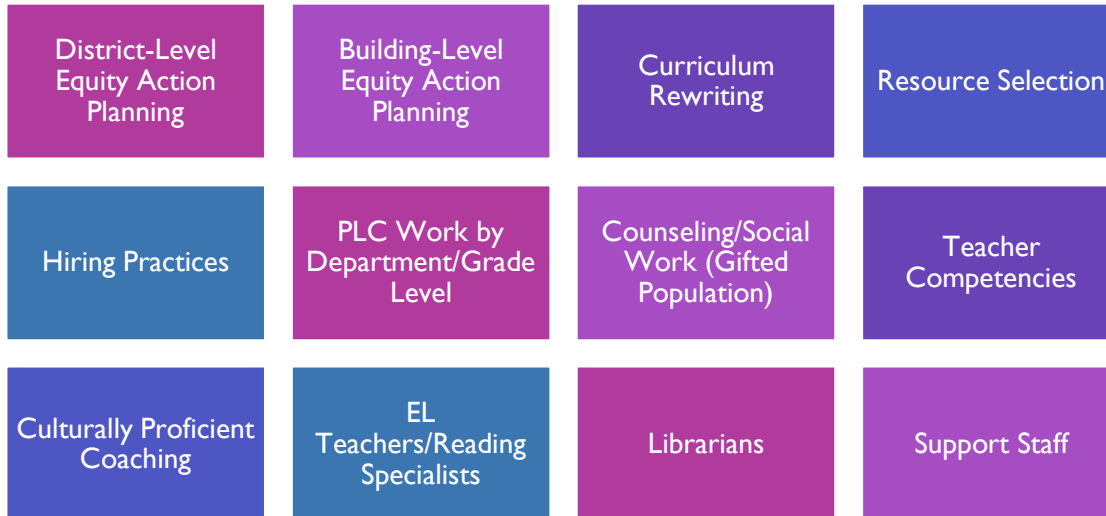 District-Level
Equity Action
Planning
Building-Level
Equity Action
Planning
Curriculum
Rewriting
Resource Selection
Hiring Practices
PLC Work by
Department/Grade
Level
Counseling/Social
Work (Gifted
Population)
Teacher
Competencies
Culturally Proficient
Coaching
EL
Teachers/Reading
Specialists
Librarians
Support Staff